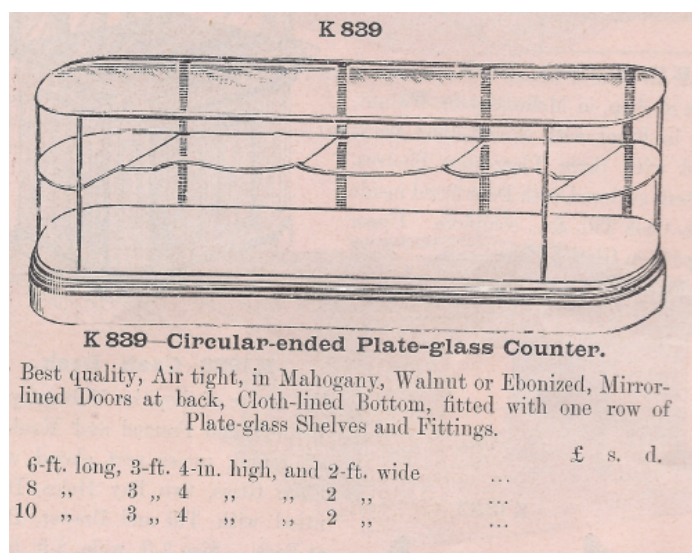 K 839
K 839—Circular-ended Plate-glass Counter.
Best quality, Air tight, in Mahogany, Walnut or Ebonized, Mirror-
lined Doors at back, Cloth-lined Bottom, fitted with one row of
Plate-glass Shelves and Fittings.
£ s. d.
6-ft. long, 3-ft. 4-in. high, and 2-ft. wide ...
8 ,, 3 ,, 4 ,, ,, 2 ,, ...
10 ,, 3 ,, 4 ,, ,, 2 ,, ...